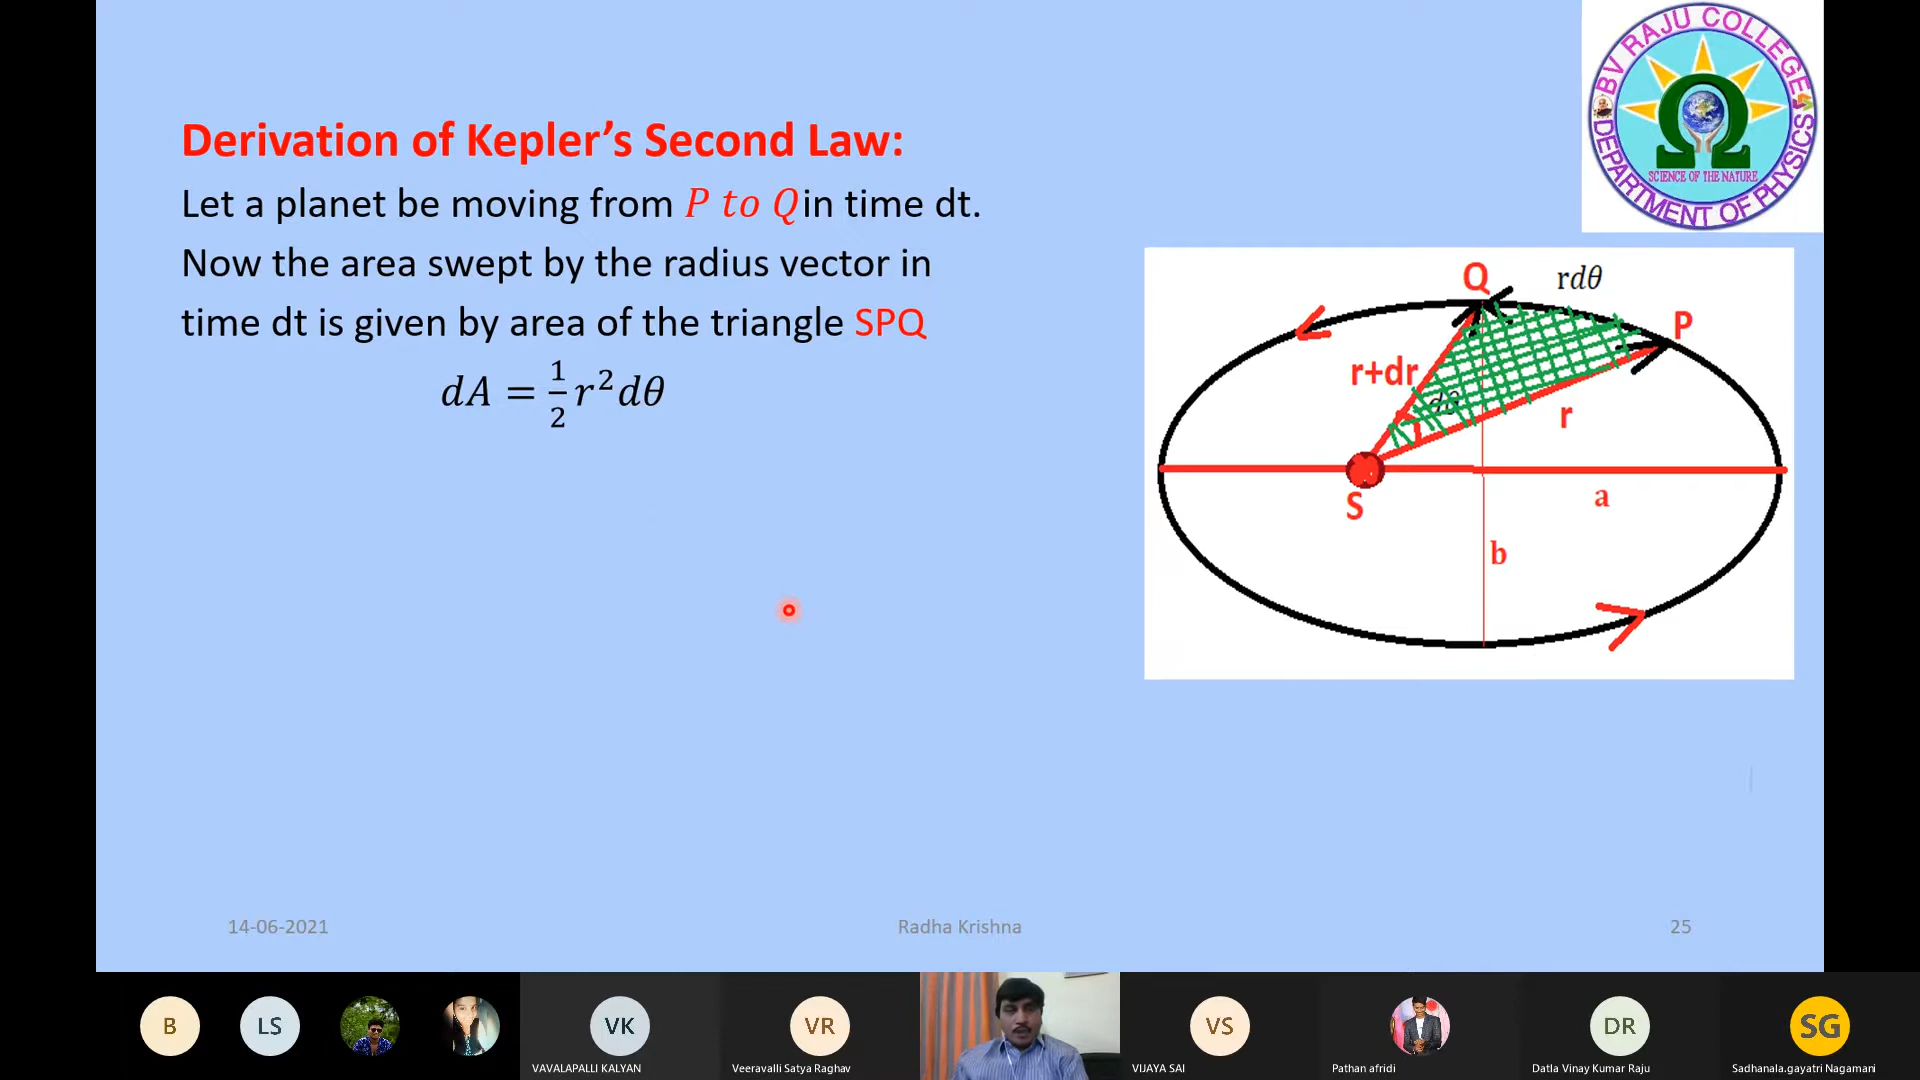 BV RAJU COLLEGE
SCIENCE OF THE NATURE
DEPARTMENT OF PHYSICS
Derivation of Kepler's Second Law:
Let a planet be moving from P to Q in time dt.
Now the area swept by the radius vector in
time dt is given by area of the triangle SPQ
dA = 1/2 r²dθ
Q
rdθ
P
r+dr
dθ
r
S
a
b
14-06-2021
Radha Krishna
25
B
LS
VK
VR
VS
DR
SG
VAVALAPALLI KALYAN
Veeravalli Satya Raghav
VIJAYA SAI
Pathan afridi
Datla Vinay Kumar Raju
Sadhanala.gayatri Nagamani